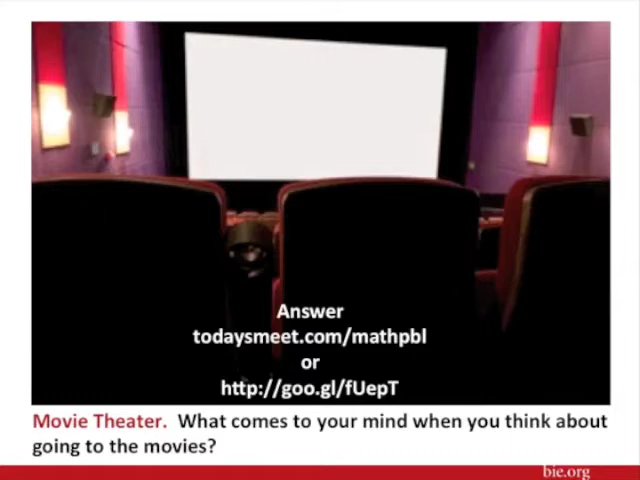 Answer
todaysmeet.com/mathpbl
or
http://goo.gl/fUepT
Movie Theater.  What comes to your mind when you think about
going to the movies?
bie.org